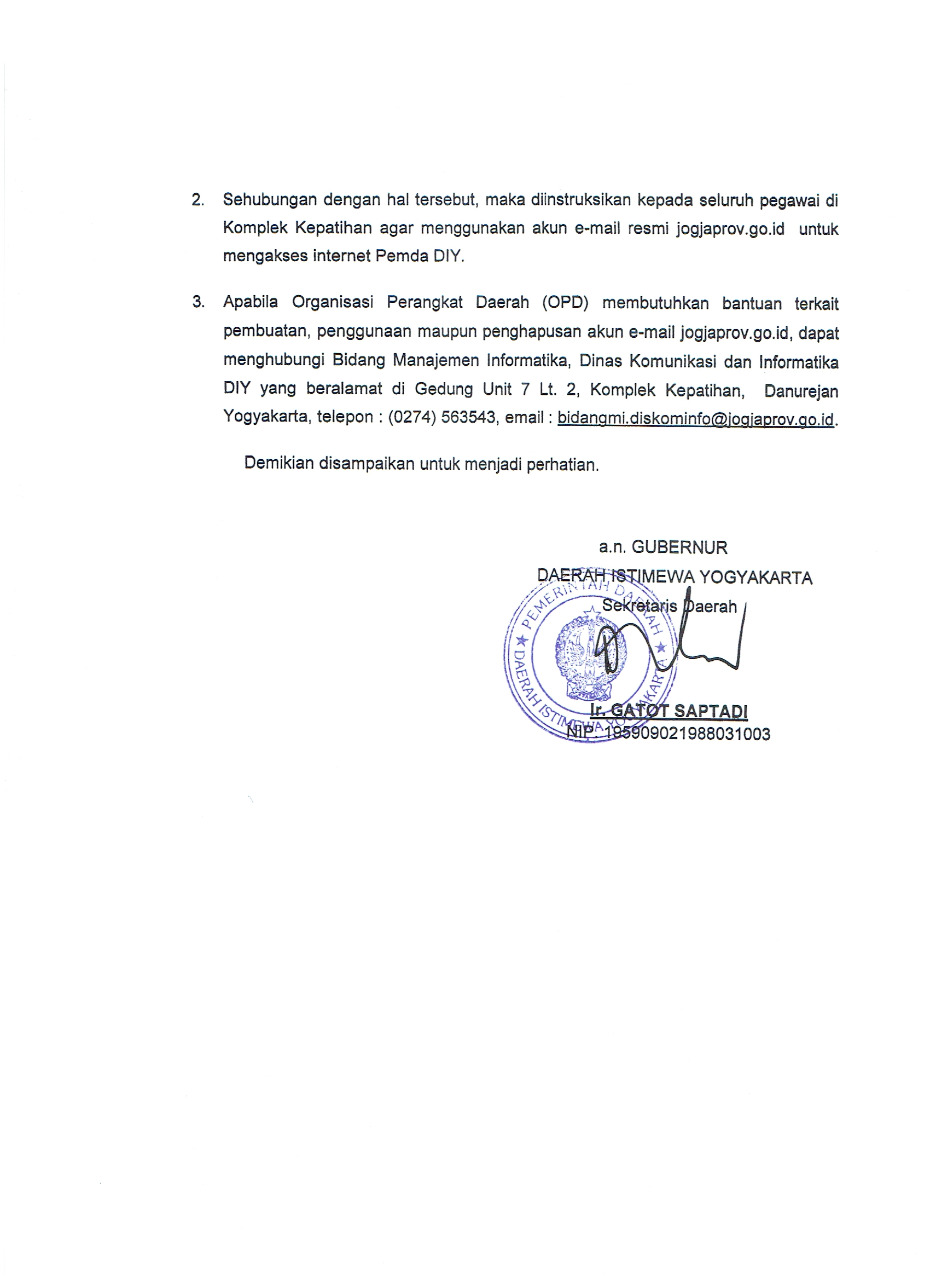 2. Sehubungan dengan hal tersebut, maka diinstruksikan kepada seluruh pegawai di
Komplek Kepatihan agar menggunakan akun e-mail resmi jogjaprov.go.id untuk
mengakses internet Pemda DIY.
3. Apabila Organisasi Perangkat Daerah (OPD) membutuhkan bantuan terkait
pembuatan, penggunaan maupun penghapusan akun e-mail jogjaprov.go.id, dapat
menghubungi Bidang Manajemen Informatika, Dinas Komunikasi dan Informatika
DIY yang beralamat di Gedung Unit 7 Lt. 2, Komplek Kepatihan, Danurejan
Yogyakarta, telepon : (0274) 563543, email : bidangmi.diskominfo@jogjaprov.go.id.
Demikian disampaikan untuk menjadi perhatian.
a.n. GUBERNUR
DAERAH ISTIMEWA YOGYAKARTA
Sekretaris Daerah
PEMERINTAH DAERAH
DAERAH ISTIMEWA YOGYAKARTA
Ir. GATOT SAPTADI
NIP. 195909021988031003